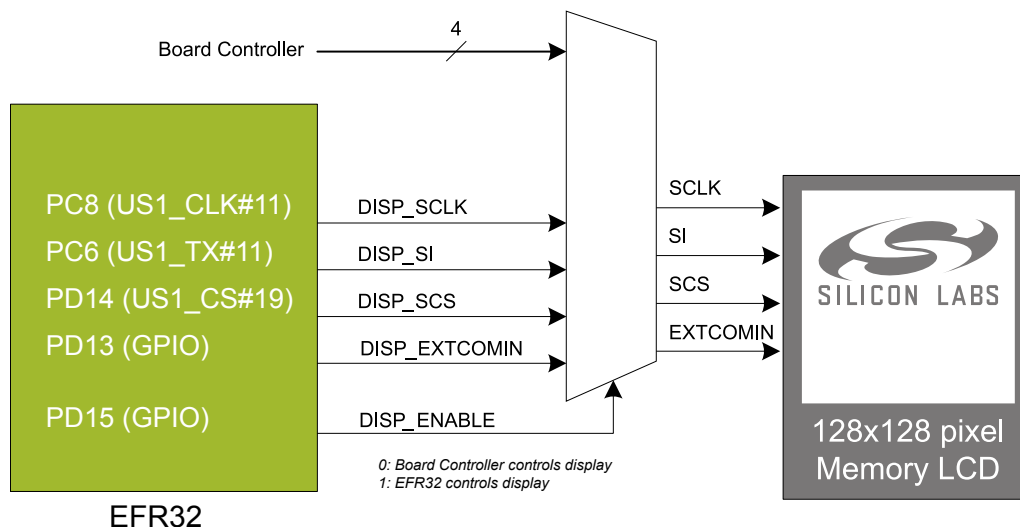 4
Board Controller
PC8 (US1_CLK#11)
DISP_SCLK
SCLK
PC6 (US1_TX#11)
DISP_SI
SI
PD14 (US1_CS#19)
DISP_SCS
SCS
PD13 (GPIO)
DISP_EXTCOMIN
EXTCOMIN
PD15 (GPIO)
DISP_ENABLE
0: Board Controller controls display
1: EFR32 controls display
EFR32
SILICON LABS
128x128 pixel
Memory LCD